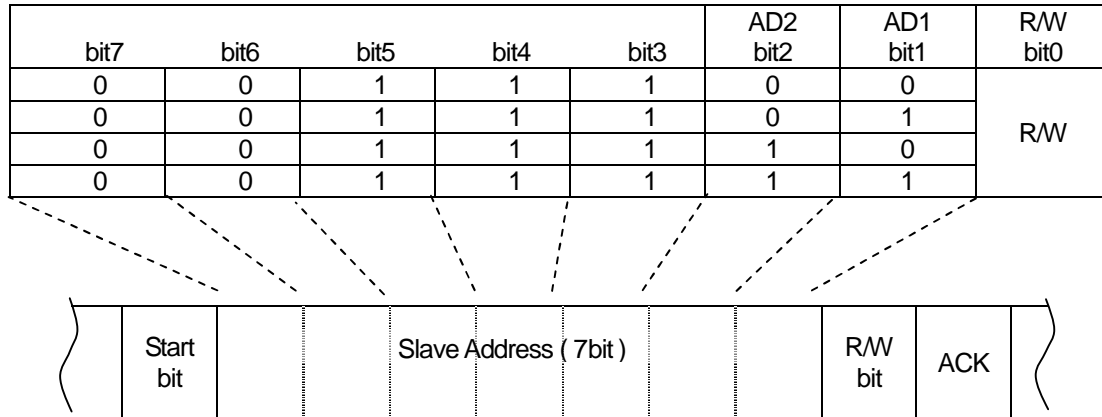 AD2 AD1 R/W
bit7 bit6 bit5 bit4 bit3 bit2 bit1 bit0
0 0 1 1 1 0 0
0 0 1 1 1 0 1
R/W
0 0 1 1 1 1 0
0 0 1 1 1 1 1
Start Slave Address ( 7bit ) R/W ACK
bit bit